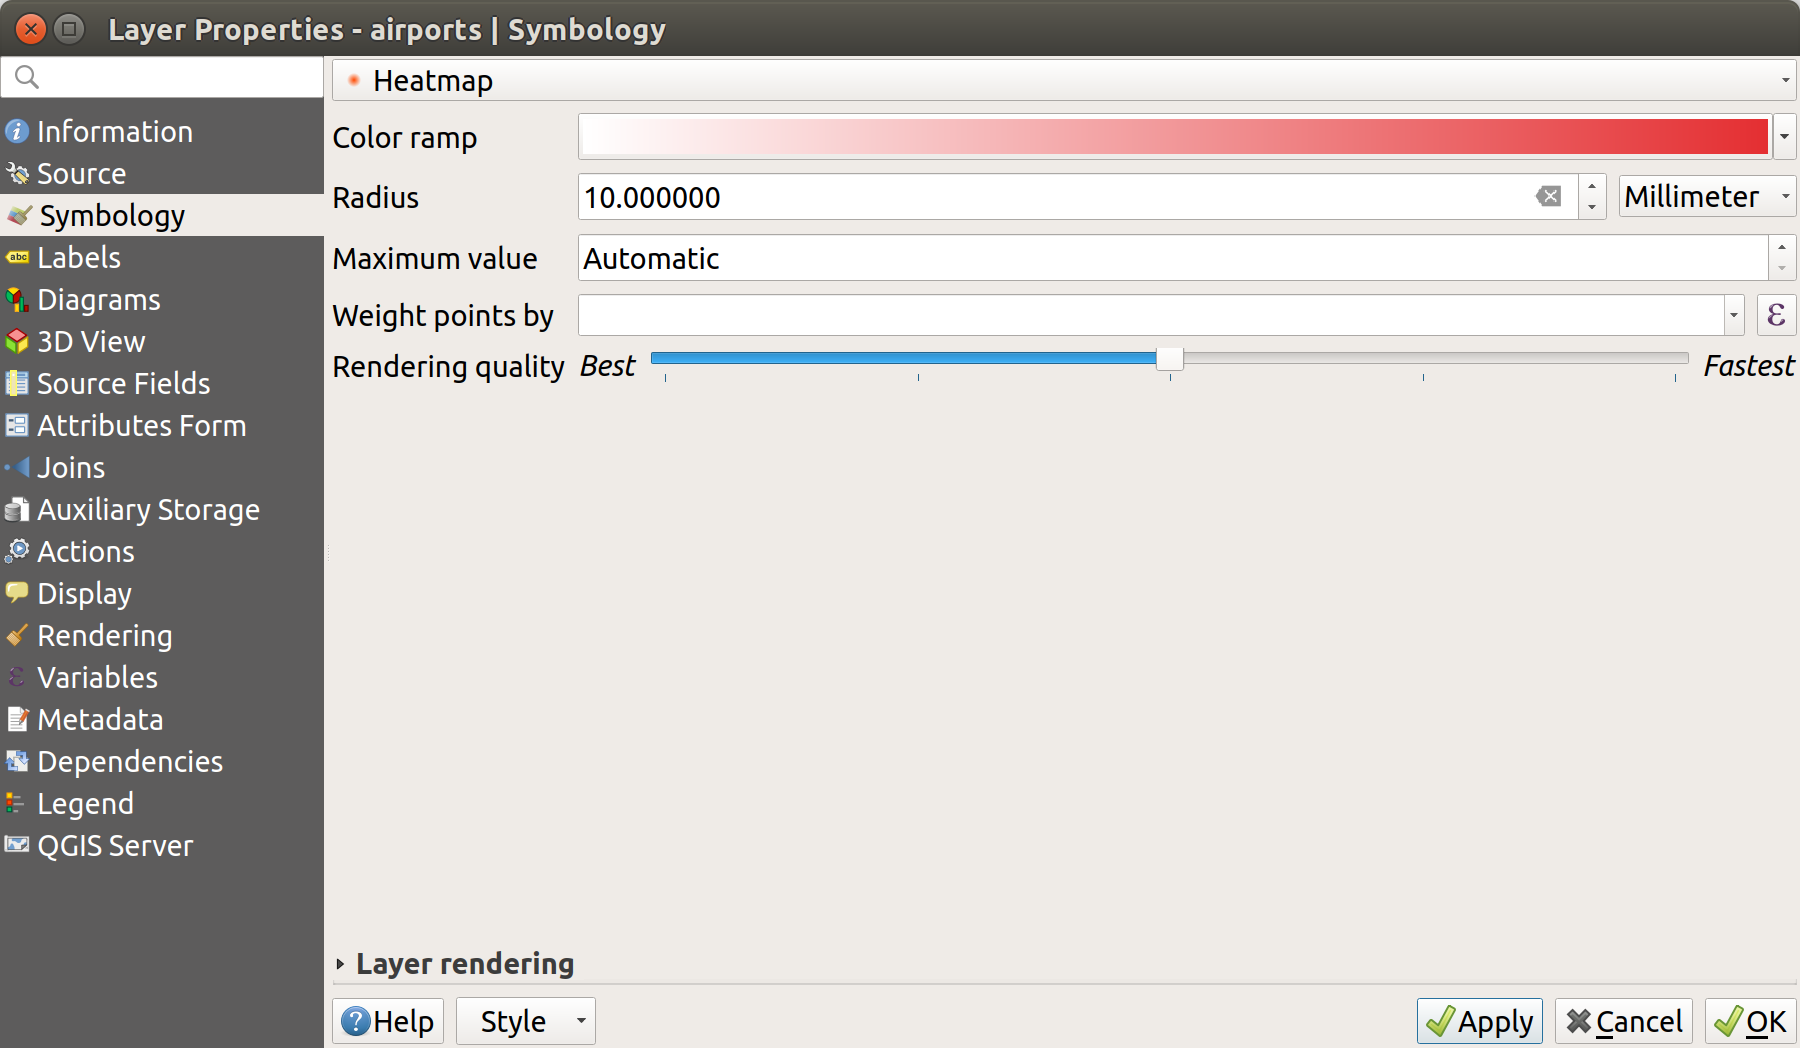 Layer Properties - airports | Symbology
Information
Source
Symbology
Labels
Diagrams
3D View
Source Fields
Attributes Form
Joins
Auxiliary Storage
Actions
Display
Rendering
Variables
Metadata
Dependencies
Legend
QGIS Server
Heatmap
Color ramp
Radius 10.000000 Millimeter
Maximum value Automatic
Weight points by ε
Rendering quality Best Fastest
Layer rendering
Help Style Apply Cancel OK